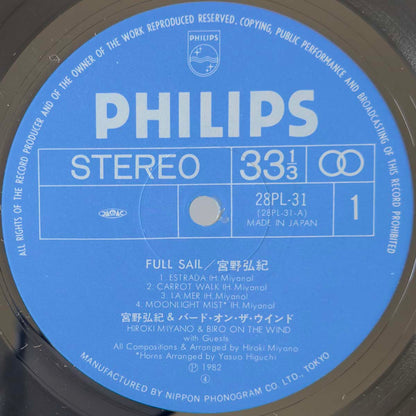 ALL RIGHTS OF THE RECORD PRODUCER AND OF THE OWNER OF THE WORK REPRODUCED RESERVED. COPYING, PUBLIC PERFORMANCE AND BROADCASTING OF THIS RECORD PROHIBITED
PHILIPS
PHILIPS
STEREO 33 1/3
28PL-31
(28PL-31-A)
MADE IN JAPAN
1
JASRAC
FULL SAIL/宮野弘紀
1. ESTRADA (H. Miyano)
2. CARROT WALK (H. Miyano)
3. LA MER (H. Miyano)
4. MOONLIGHT MIST* (H. Miyano)
宮野弘紀 & バード・オン・ザ・ウインド
HIROKI MIYANO & BIRD ON THE WIND
with Guests
All Compositions & Arranged by Hiroki Miyano
*Horns Arranged by Yasuo Higuchi
Ⓟ 1982
4
MANUFACTURED BY NIPPON PHONOGRAM CO. LTD., TOKYO